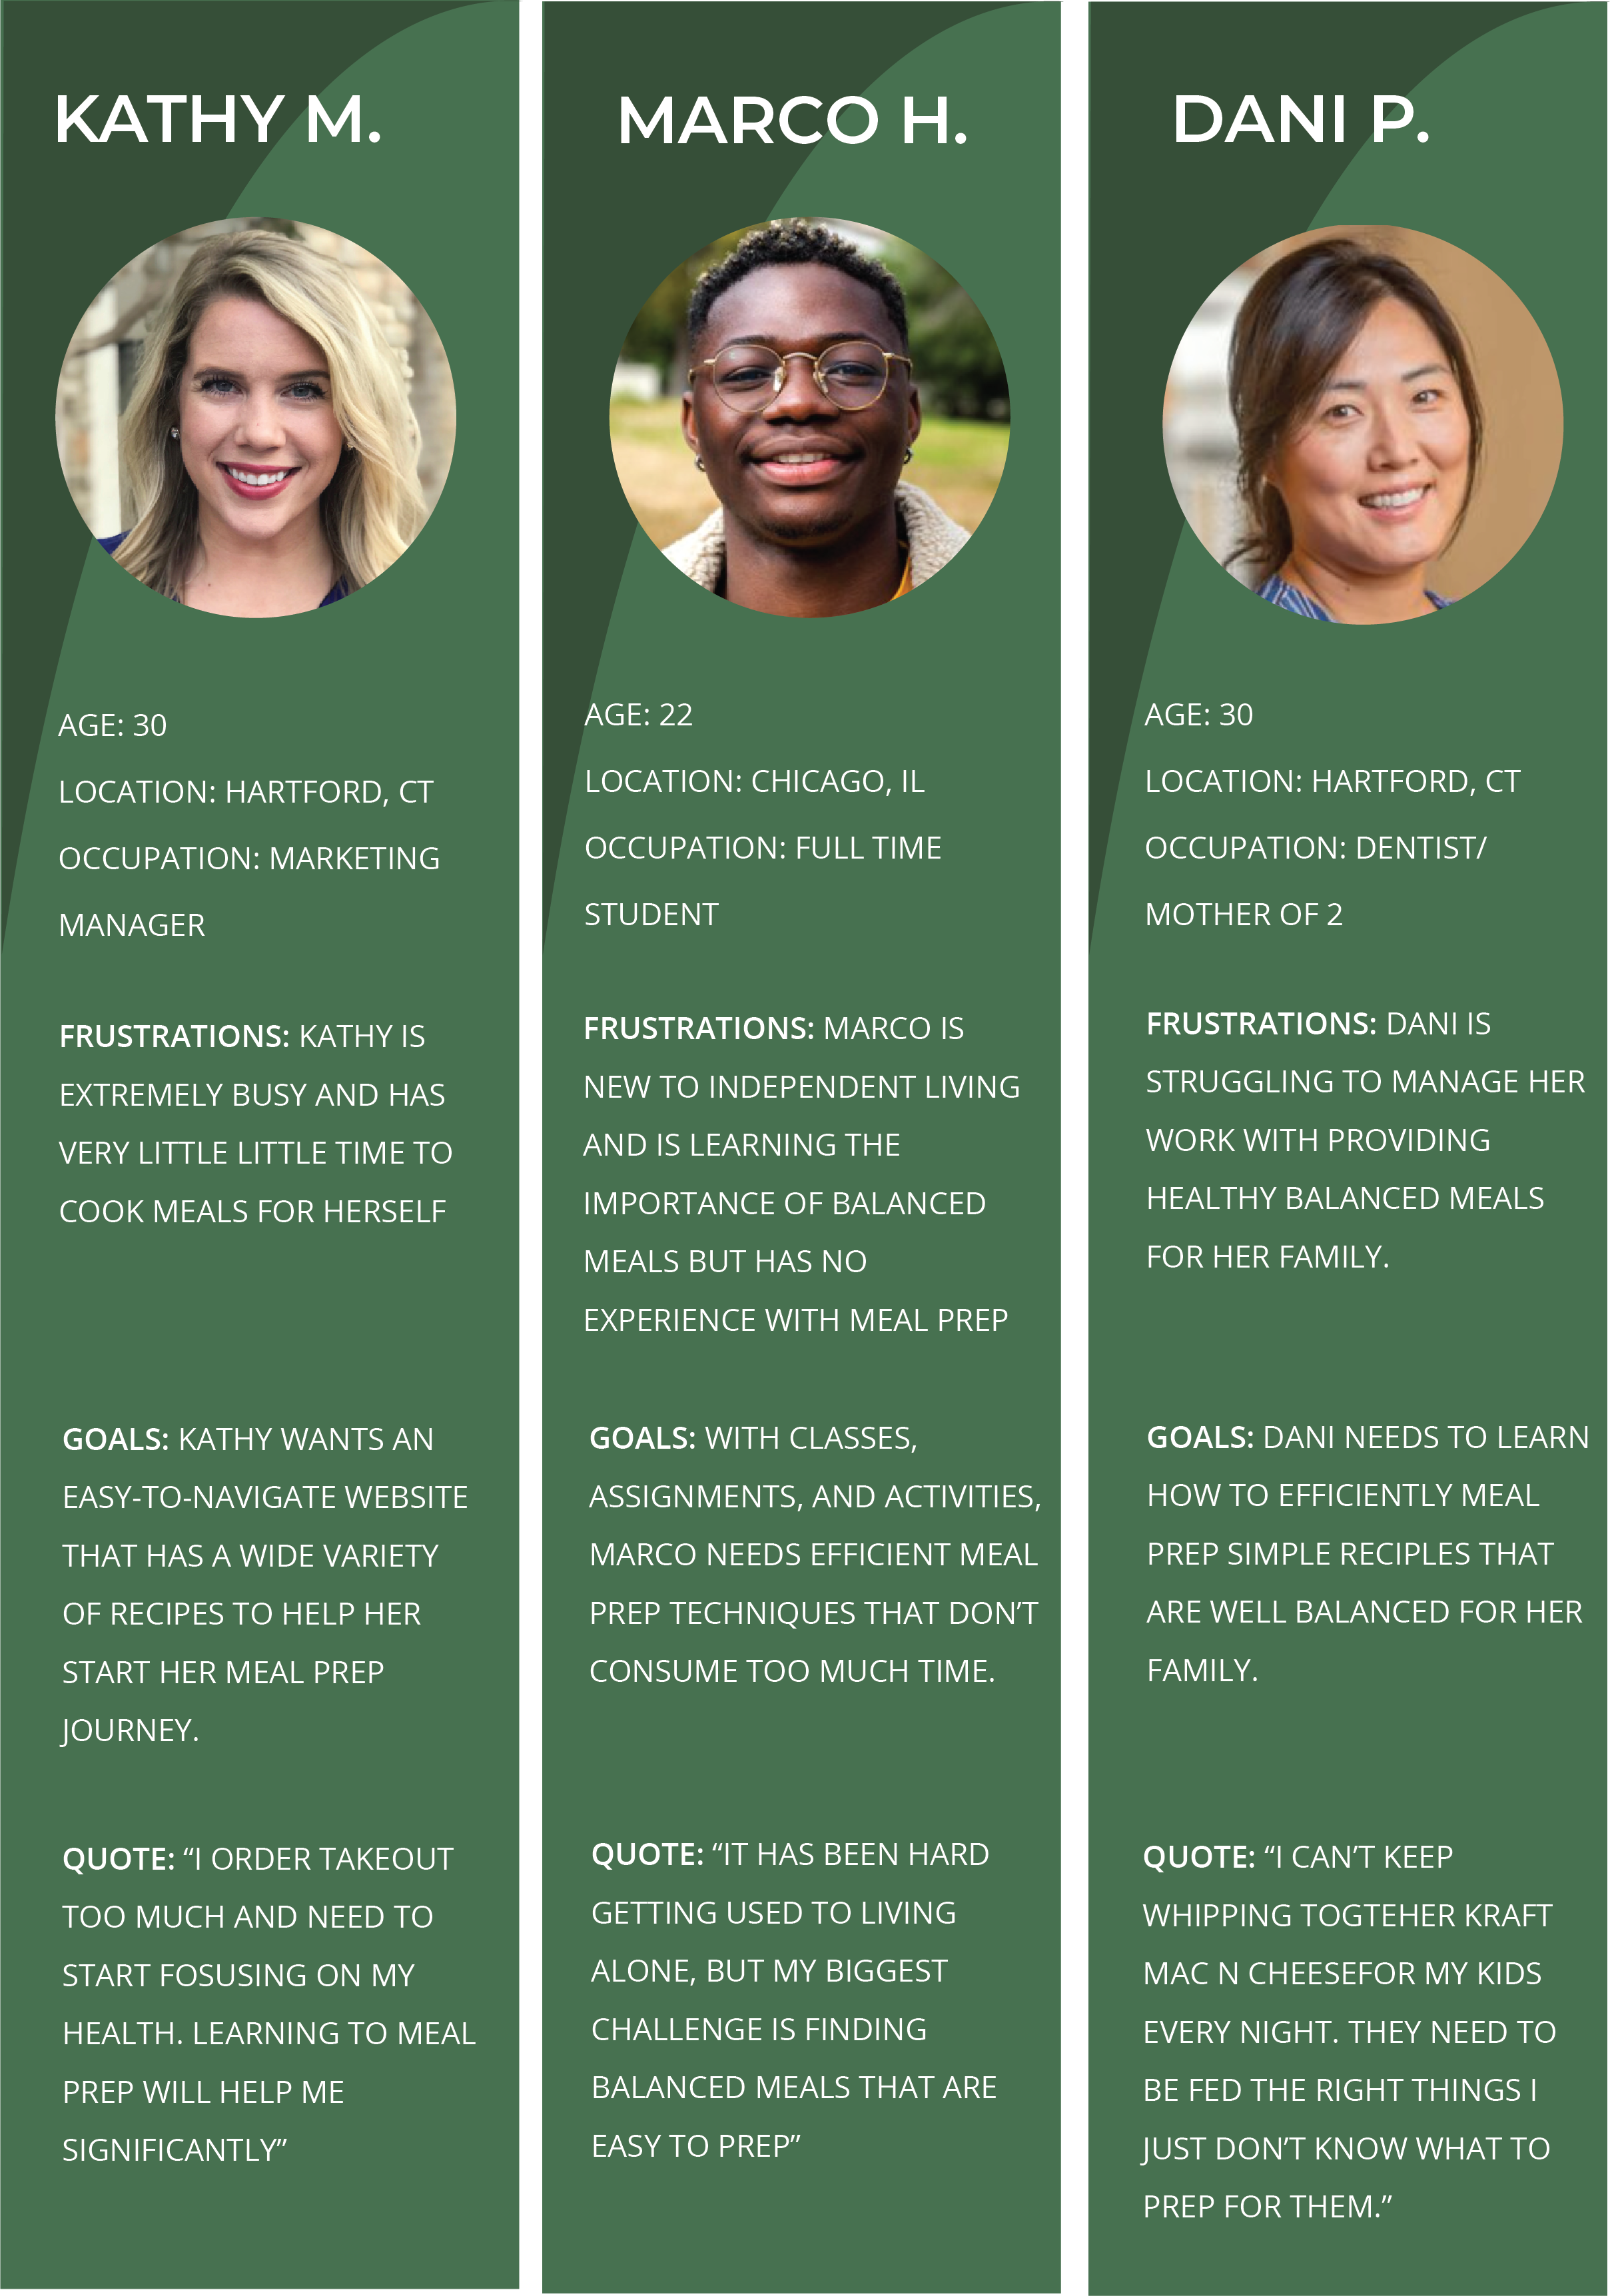 KATHY M.
AGE: 30
LOCATION: HARTFORD, CT
OCCUPATION: MARKETING
MANAGER
FRUSTRATIONS: KATHY IS
EXTREMELY BUSY AND HAS
VERY LITTLE LITTLE TIME TO
COOK MEALS FOR HERSELF
GOALS: KATHY WANTS AN
EASY-TO-NAVIGATE WEBSITE
THAT HAS A WIDE VARIETY
OF RECIPES TO HELP HER
START HER MEAL PREP
JOURNEY.
QUOTE: “I ORDER TAKEOUT
TOO MUCH AND NEED TO
START FOSUSING ON MY
HEALTH. LEARNING TO MEAL
PREP WILL HELP ME
SIGNIFICANTLY”
MARCO H.
AGE: 22
LOCATION: CHICAGO, IL
OCCUPATION: FULL TIME
STUDENT
FRUSTRATIONS: MARCO IS
NEW TO INDEPENDENT LIVING
AND IS LEARNING THE
IMPORTANCE OF BALANCED
MEALS BUT HAS NO
EXPERIENCE WITH MEAL PREP
GOALS: WITH CLASSES,
ASSIGNMENTS, AND ACTIVITIES,
MARCO NEEDS EFFICIENT MEAL
PREP TECHNIQUES THAT DON’T
CONSUME TOO MUCH TIME.
QUOTE: “IT HAS BEEN HARD
GETTING USED TO LIVING
ALONE, BUT MY BIGGEST
CHALLENGE IS FINDING
BALANCED MEALS THAT ARE
EASY TO PREP”
DANI P.
AGE: 30
LOCATION: HARTFORD, CT
OCCUPATION: DENTIST/
MOTHER OF 2
FRUSTRATIONS: DANI IS
STRUGGLING TO MANAGE HER
WORK WITH PROVIDING
HEALTHY BALANCED MEALS
FOR HER FAMILY.
GOALS: DANI NEEDS TO LEARN
HOW TO EFFICIENTLY MEAL
PREP SIMPLE RECIPLES THAT
ARE WELL BALANCED FOR HER
FAMILY.
QUOTE: “I CAN’T KEEP
WHIPPING TOGTEHER KRAFT
MAC N CHEESEFOR MY KIDS
EVERY NIGHT. THEY NEED TO
BE FED THE RIGHT THINGS I
JUST DON’T KNOW WHAT TO
PREP FOR THEM.”